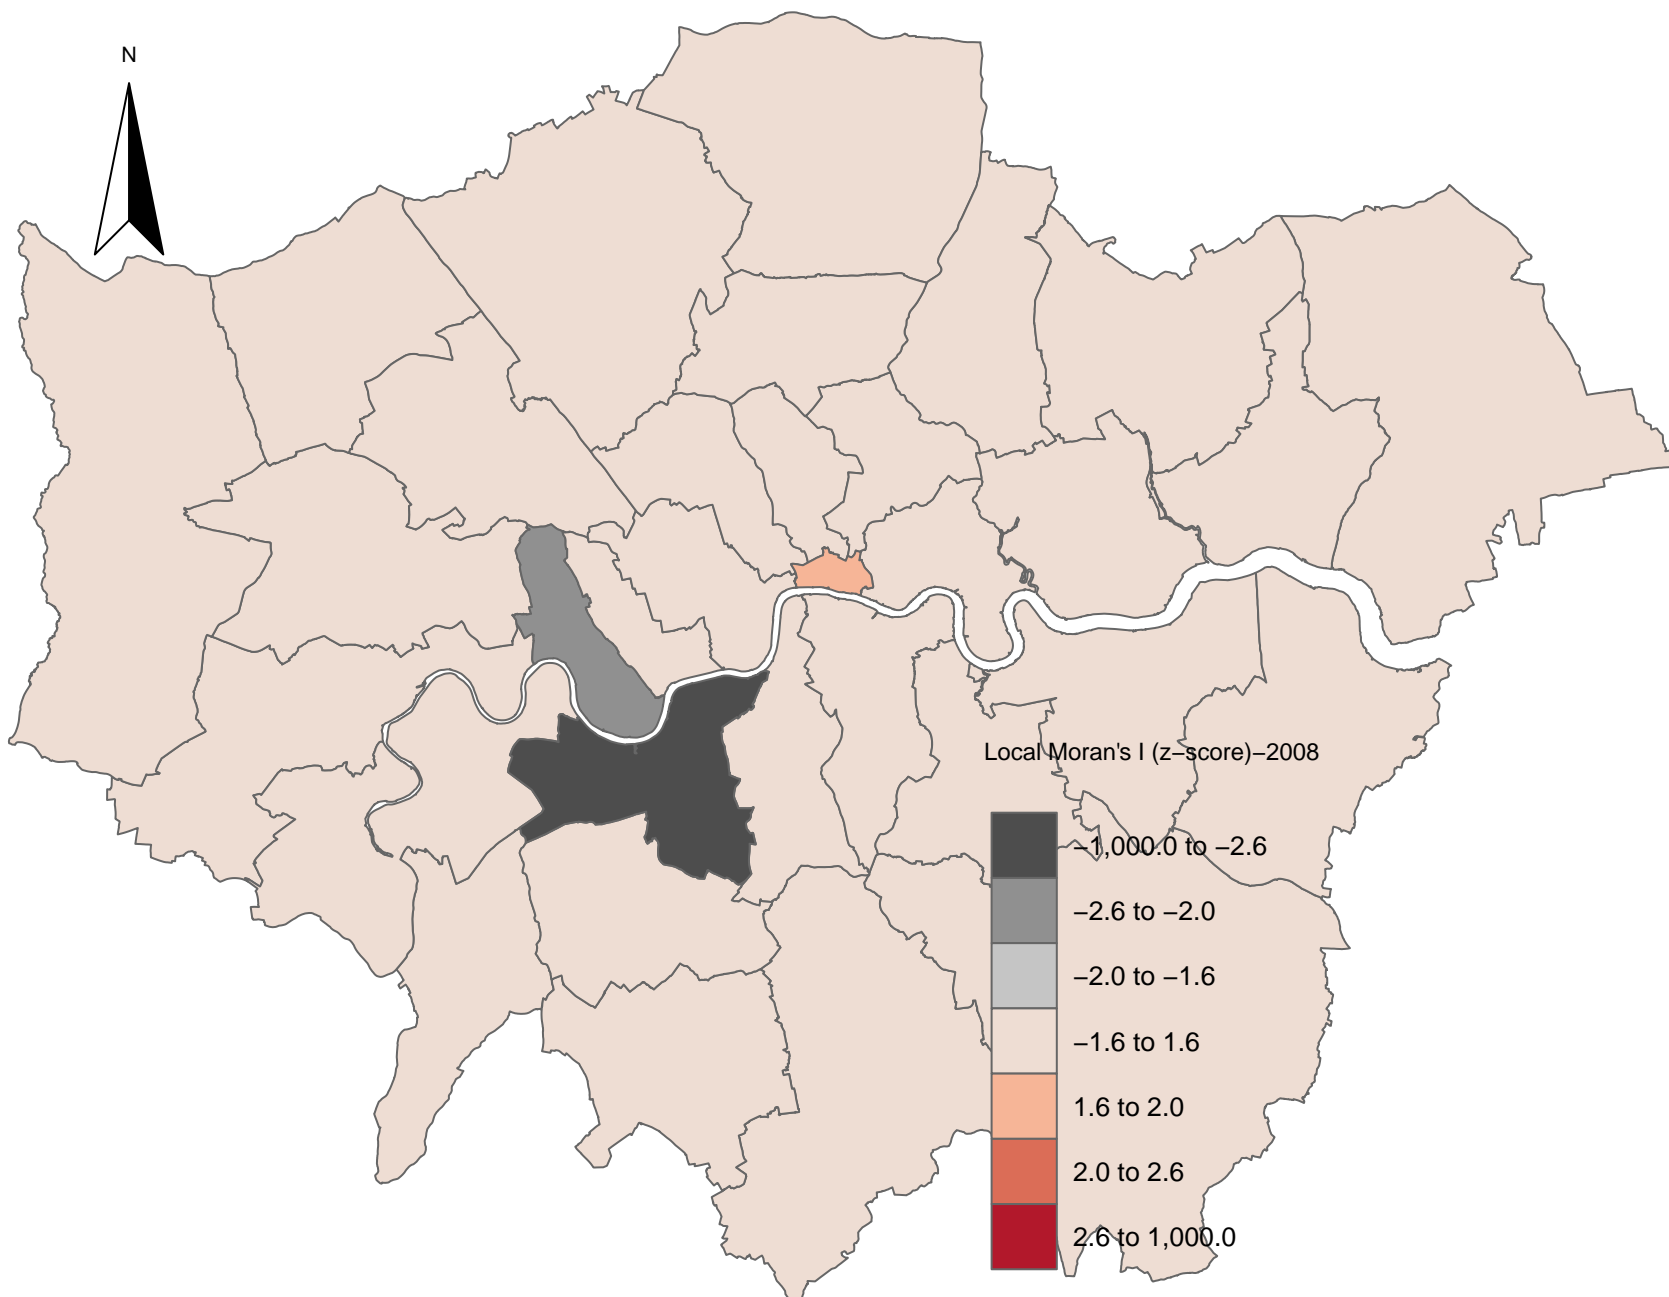 N
Local Moran's I (z−score)−2008
−1,000.0 to −2.6
−2.6 to −2.0
−2.0 to −1.6
−1.6 to 1.6
1.6 to 2.0
2.0 to 2.6
2.6 to 1,000.0